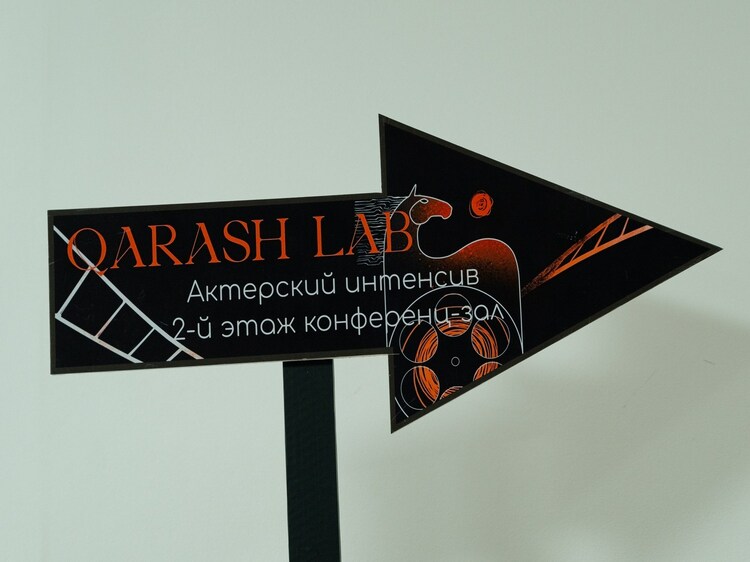 QARASH LAB
Актерский интенсив
2-й этаж конференц-зал